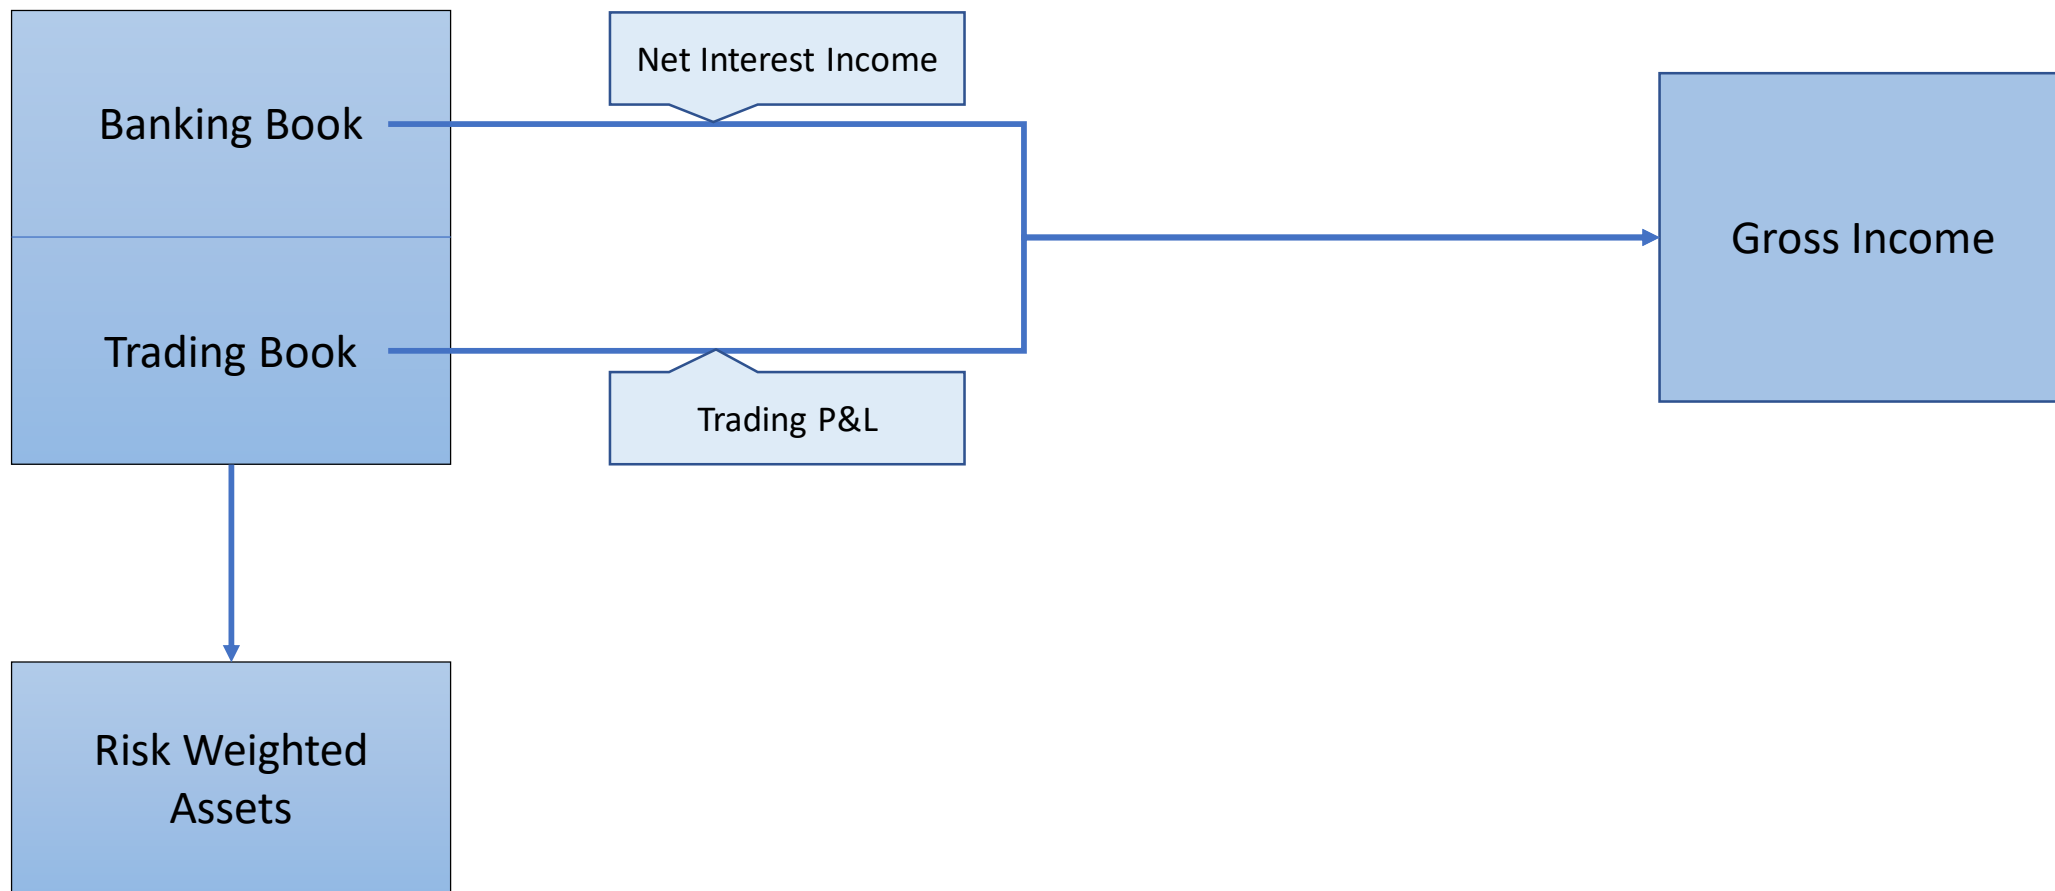 Net Interest Income
Banking Book
Gross Income
Trading Book
Trading P&L
Risk Weighted
Assets